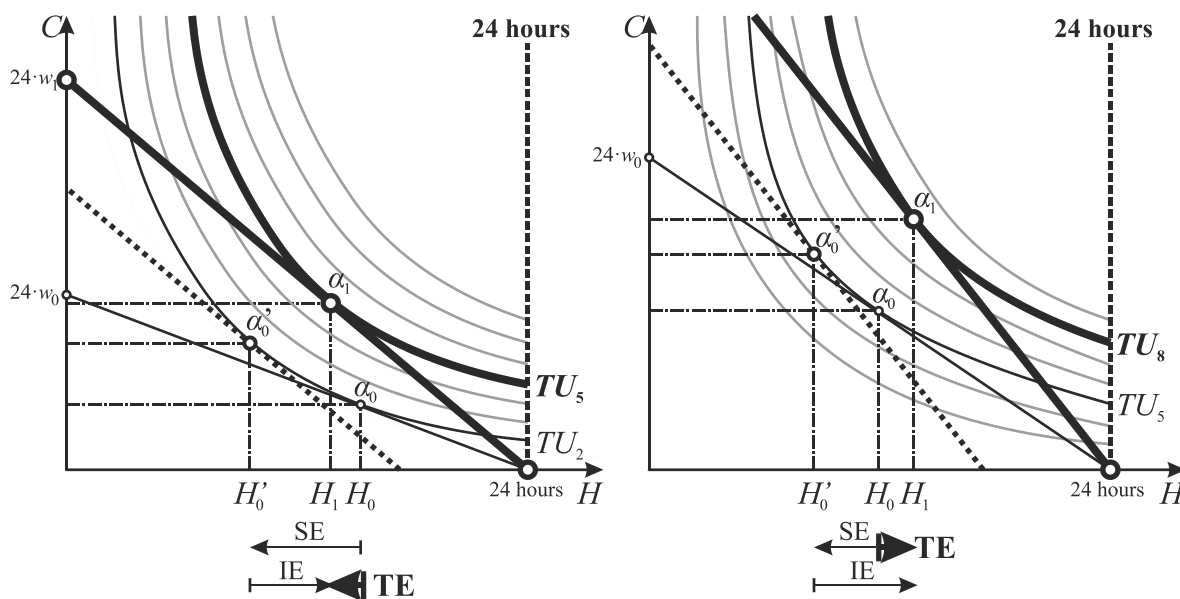 C
24 hours
24·w₁
α₁
24·w₀
α₀'
α₀
TU₅
TU₂
H₀'
H₁
H₀
24 hours
H
SE
IE
TE
C
24 hours
24·w₀
α₁
α₀'
α₀
TU₈
TU₅
H₀'
H₀
H₁
24 hours
H
SE
TE
IE